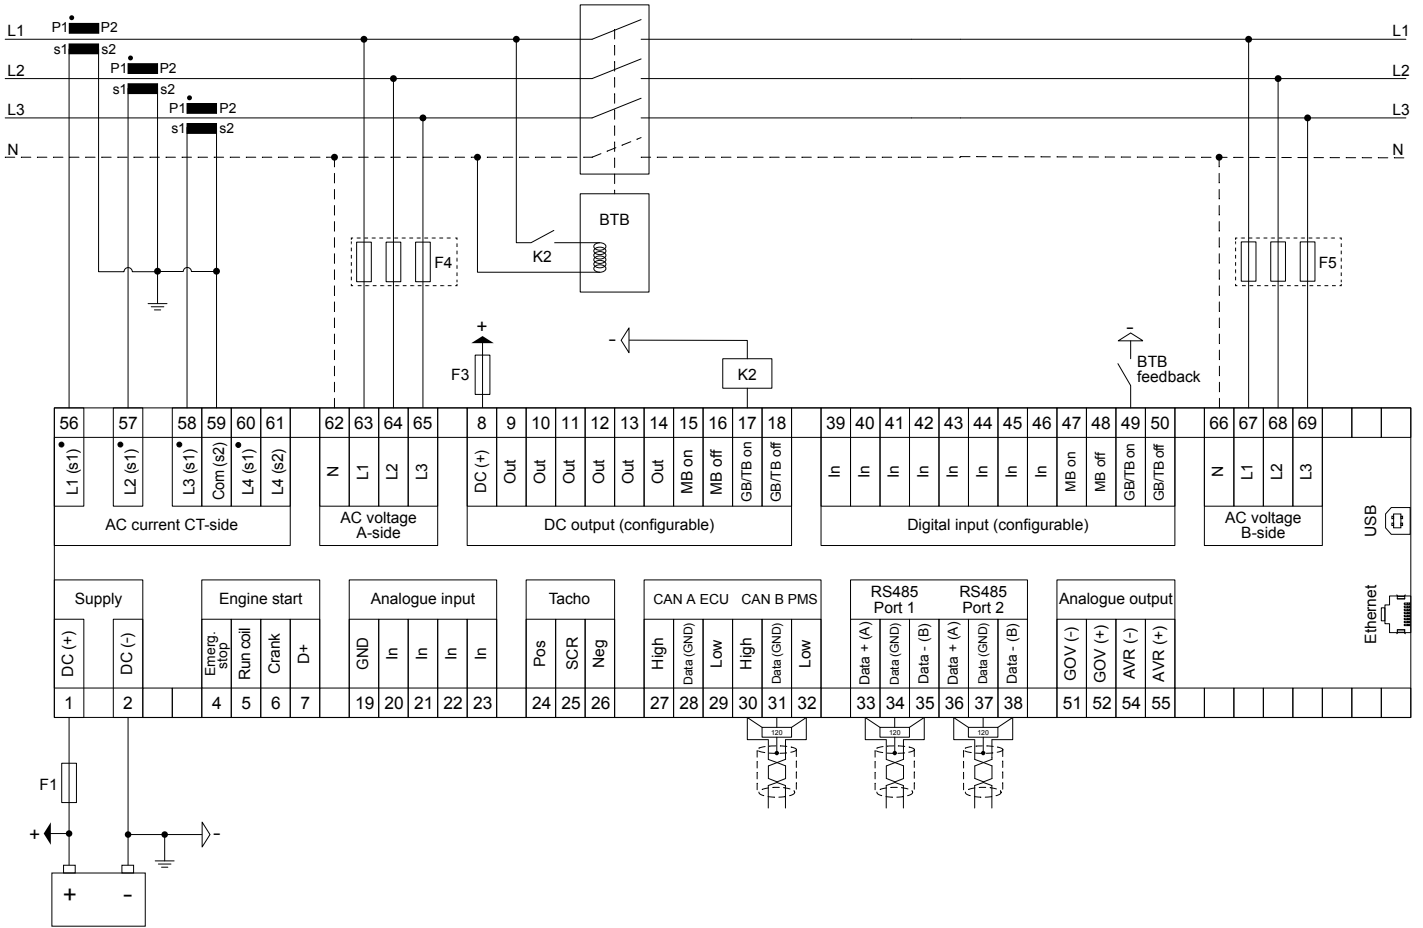 L1 P1 P2 L1
s1 s2
L2 P1 P2 L2
s1 s2
L3 P1 P2 L3
s1 s2
N N
BTB
K2
F4 F5
+ - -
F3 K2 BTB
feedback
56 57 58 59 60 61 62 63 64 65 8 9 10 11 12 13 14 15 16 17 18 39 40 41 42 43 44 45 46 47 48 49 50 66 67 68 69
L1 (s1) L2 (s1) L3 (s1) Com (s2) L4 (s1) L4 (s2) N L1 L2 L3 DC (+) Out Out Out Out Out Out MB on MB off GB/TB on GB/TB off In In In In In In In In MB on MB off GB/TB on GB/TB off N L1 L2 L3
AC current CT-side
AC voltage
A-side
DC output (configurable)
Digital input (configurable)
AC voltage
B-side
USB
Ethernet
Supply
DC (+) DC (-)
1 2
Engine start
Emerg.
stop
Run coil Crank D+
4 5 6 7
Analogue input
GND In In In In
19 20 21 22 23
Tacho
Pos SCR Neg
24 25 26
CAN A ECU CAN B PMS
High Data (GND) Low High Data (GND) Low
27 28 29 30 31 32
120
RS485
Port 1
RS485
Port 2
Data + (A) Data (GND) Data - (B) Data + (A) Data (GND) Data - (B)
33 34 35 36 37 38
120 120
Analogue output
GOV (-) GOV (+) AVR (-) AVR (+)
51 52 54 55
F1
+ -
+ -